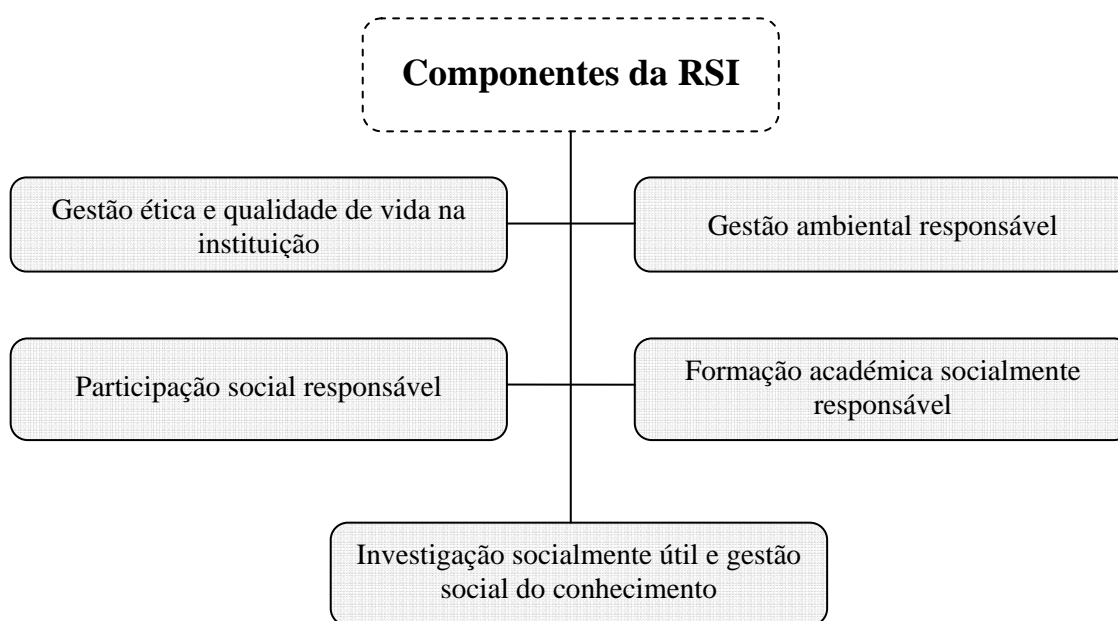 Componentes da RSI
Gestão ética e qualidade de vida na
instituição
Gestão ambiental responsável
Participação social responsável
Formação académica socialmente
responsável
Investigação socialmente útil e gestão
social do conhecimento